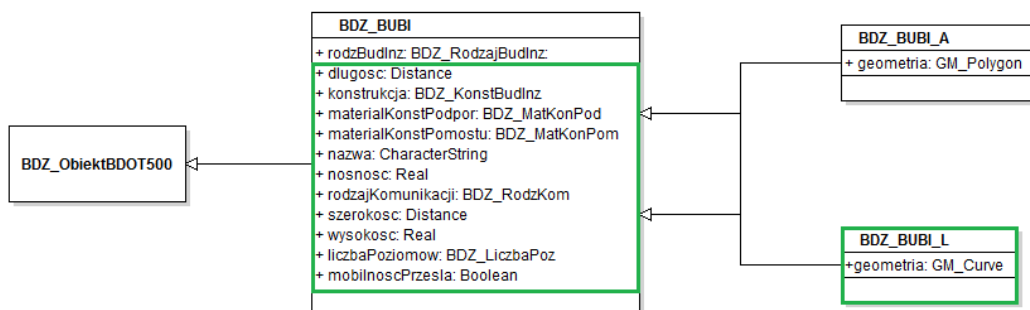 BDZ_ObiektBDOT500
BDZ_BUBI
+ rodzBudInz: BDZ_RodzajBudInz:
+ dlugosc: Distance
+ konstrukcja: BDZ_KonstBudInz
+ materialKonstPodpor: BDZ_MatKonPod
+ materialKonstPomostu: BDZ_MatKonPom
+ nazwa: CharacterString
+ nosnosc: Real
+ rodzajKomunikacji: BDZ_RodzKom
+ szerokosc: Distance
+ wysokosc: Real
+ liczbaPoziomow: BDZ_LiczbaPoz
+ mobilnoscPrzesla: Boolean
BDZ_BUBI_A
+ geometria: GM_Polygon
BDZ_BUBI_L
+geometria: GM_Curve